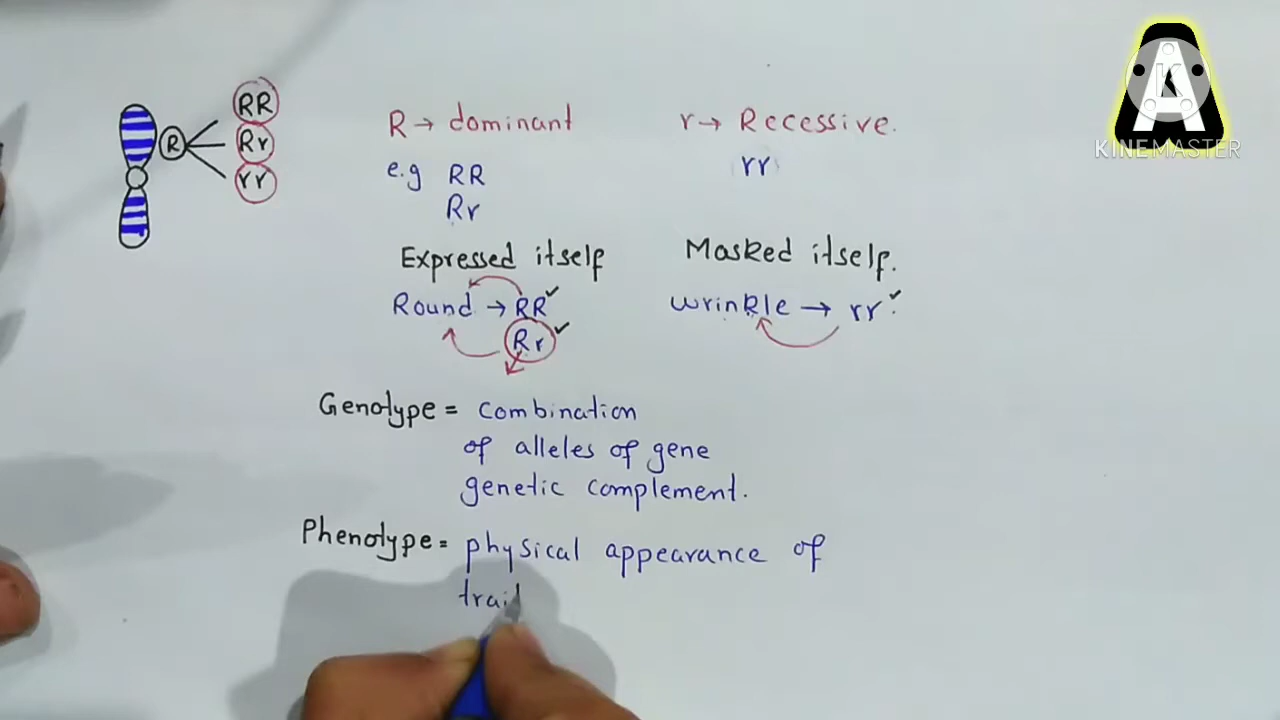 RR
R
Rr
rr
R → dominant
e.g RR
Rr
r → Recessive.
rr
Expressed itself
Masked itself.
Round → RR ✓
Rr ✓
wrinkle → rr ✓
Genotype = combination
of alleles of gene
genetic complement.
Phenotype = physical appearance of
trait
A
K
KINEMASTER